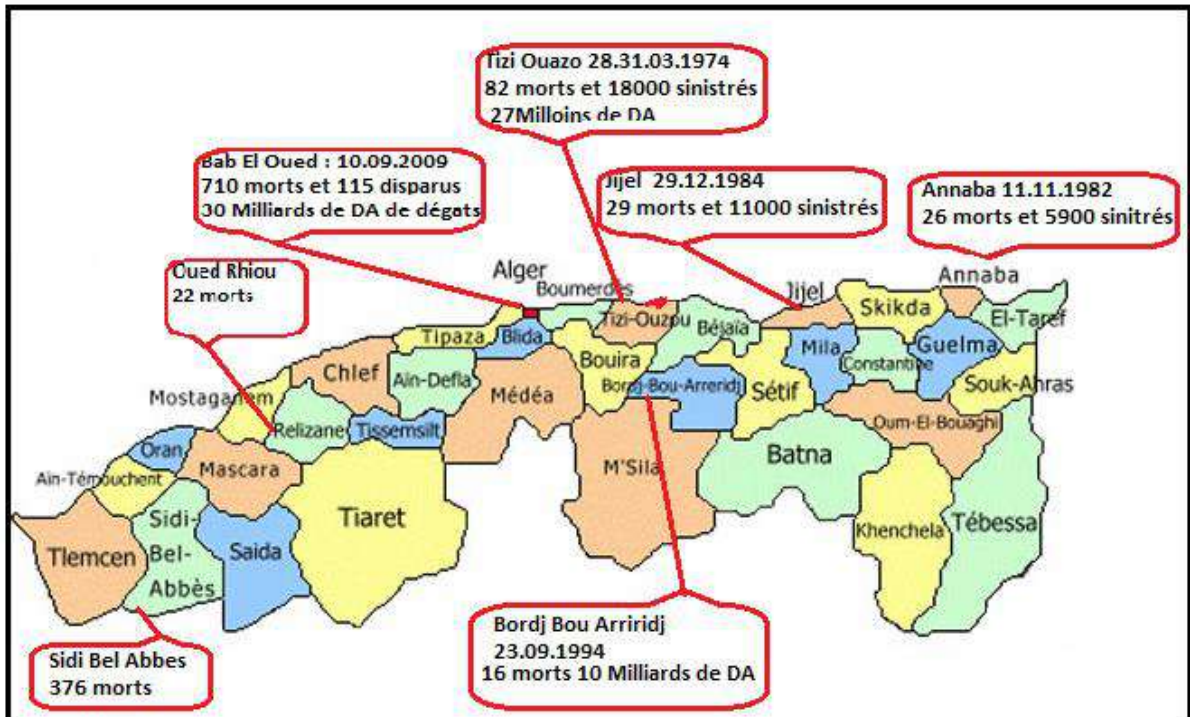 Tizi Ouazo 28.31.03.1974
82 morts et 18000 sinistrés
27Milloins de DA
Bab El Oued : 10.09.2009
710 morts et 115 disparus
30 Milliards de DA de dégats
Jijel 29.12.1984
29 morts et 11000 sinistrés
Annaba 11.11.1982
26 morts et 5900 sinitrés
Oued Rhiou
22 morts
Alger
Boumerdes
Jijel
Skikda
Annaba
El-Taref
Tipaza
Blida
Tizi-Ouzou
Béjaïa
Mila
Constantine
Guelma
Chlef
Ain-Defla
Médéa
Bouira
Bordj-Bou-Arreridj
Sétif
Souk-Ahras
Mostaganem
Relizane
Tissemsilt
Oum-El-Bouaghi
Oran
Mascara
M'Sila
Batna
Ain-Témouchent
Tlemcen
Sidi-
Bel-
Abbès
Saida
Tiaret
Khenchela
Tébessa
Sidi Bel Abbes
376 morts
Bordj Bou Arriridj
23.09.1994
16 morts 10 Milliards de DA